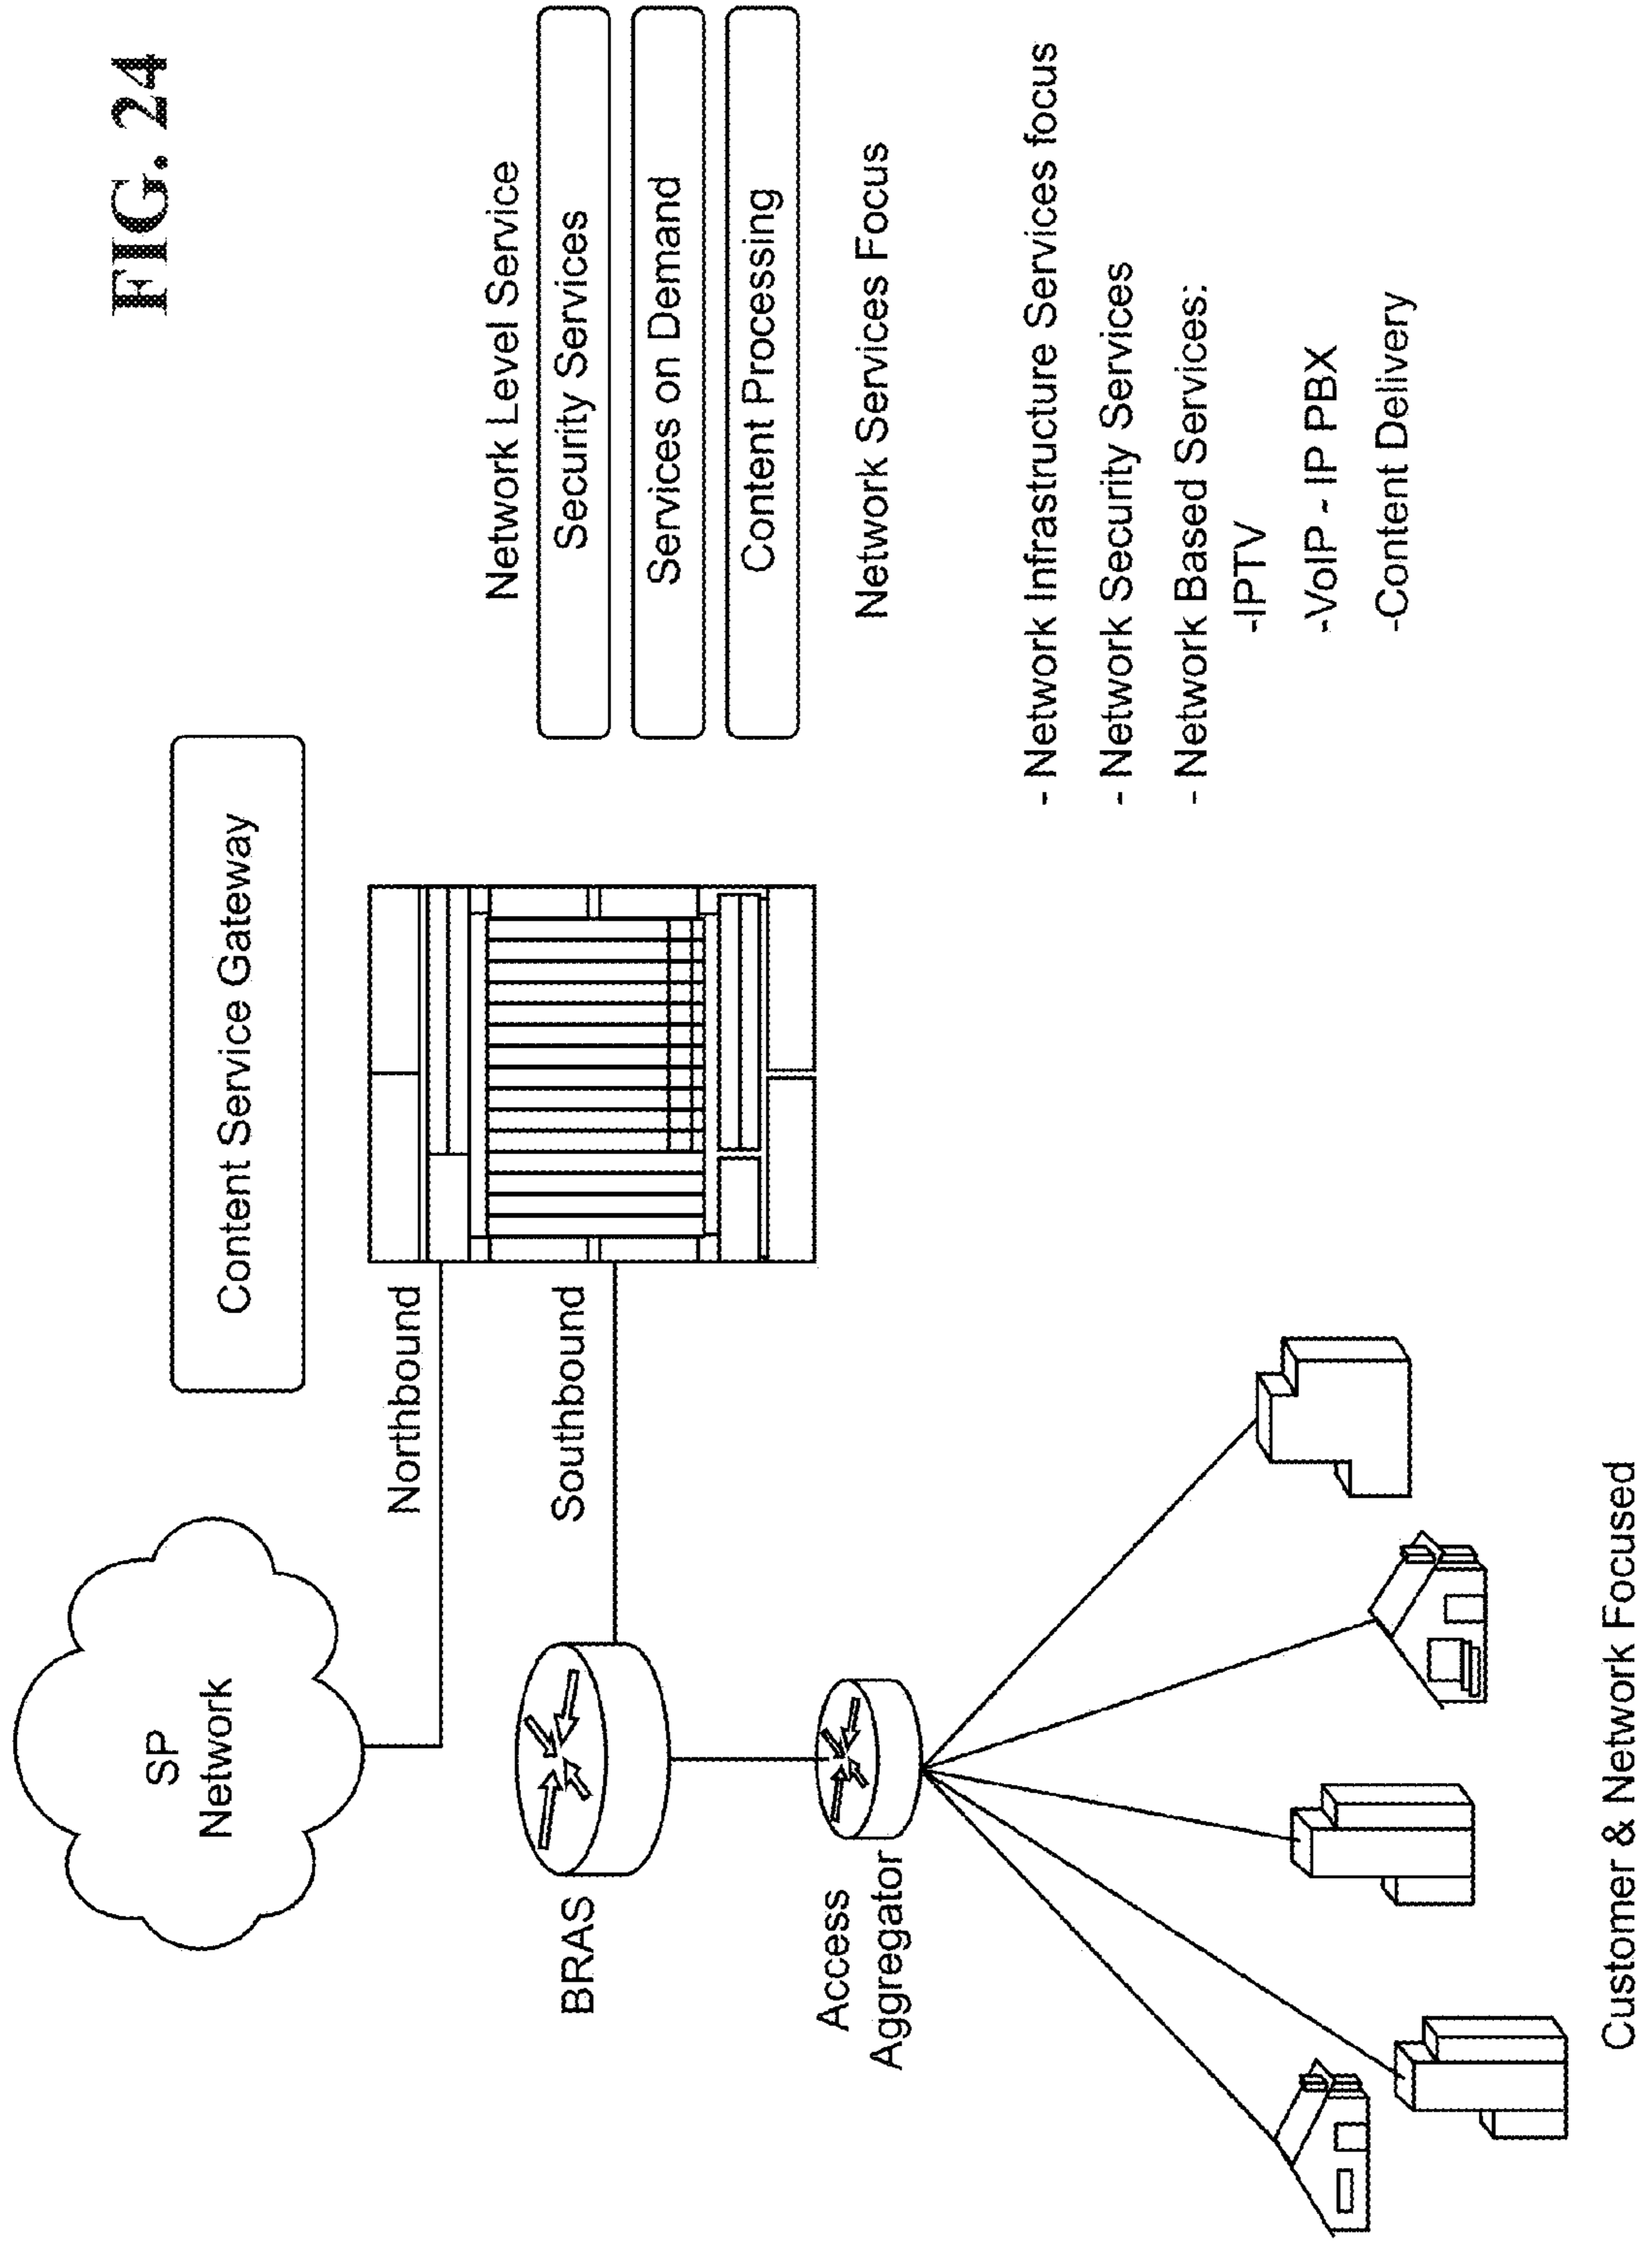 FIG. 24
Content Service Gateway
SP
Network
Northbound
Southbound
BRAS
Access
Aggregator
Customer & Network Focused
Network Level Service
Security Services
Services on Demand
Content Processing
Network Services Focus
- Network Infrastructure Services focus
- Network Security Services
- Network Based Services:
-IPTV
-VoIP - IP PBX
-Content Delivery